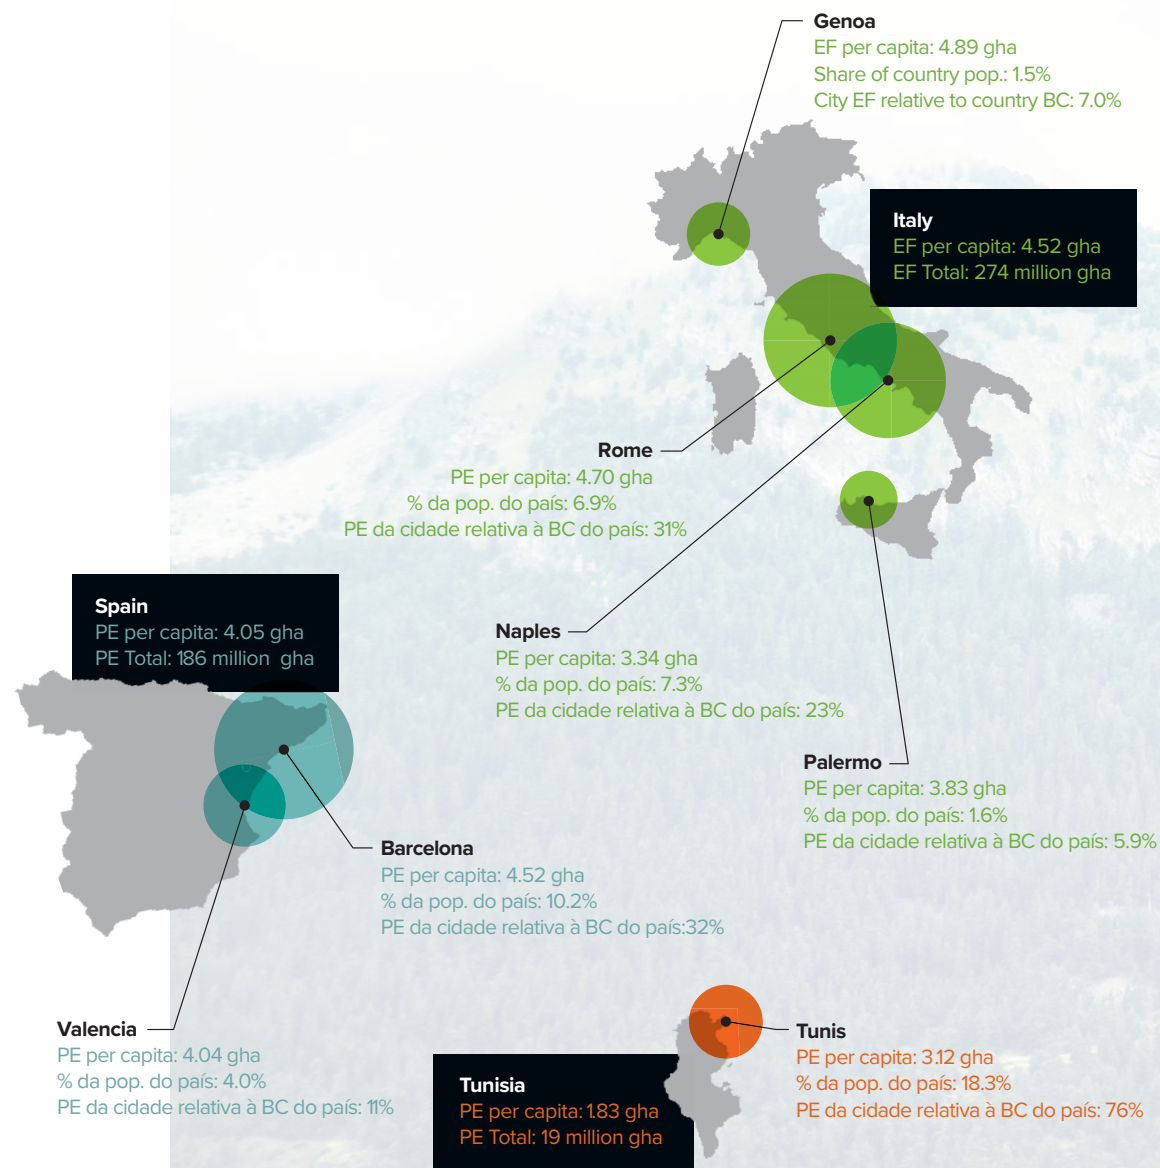 Genoa
EF per capita: 4.89 gha
Share of country pop.: 1.5%
City EF relative to country BC: 7.0%
Italy
EF per capita: 4.52 gha
EF Total: 274 million gha
Rome
PE per capita: 4.70 gha
% da pop. do país: 6.9%
PE da cidade relativa à BC do país: 31%
Spain
PE per capita: 4.05 gha
PE Total: 186 million gha
Naples
PE per capita: 3.34 gha
% da pop. do país: 7.3%
PE da cidade relativa à BC do país: 23%
Palermo
PE per capita: 3.83 gha
% da pop. do país: 1.6%
PE da cidade relativa à BC do país: 5.9%
Barcelona
PE per capita: 4.52 gha
% da pop. do país: 10.2%
PE da cidade relativa à BC do país:32%
Valencia
PE per capita: 4.04 gha
% da pop. do país: 4.0%
PE da cidade relativa à BC do país: 11%
Tunis
PE per capita: 3.12 gha
% da pop. do país: 18.3%
PE da cidade relativa à BC do país: 76%
Tunisia
PE per capita: 1.83 gha
PE Total: 19 million gha